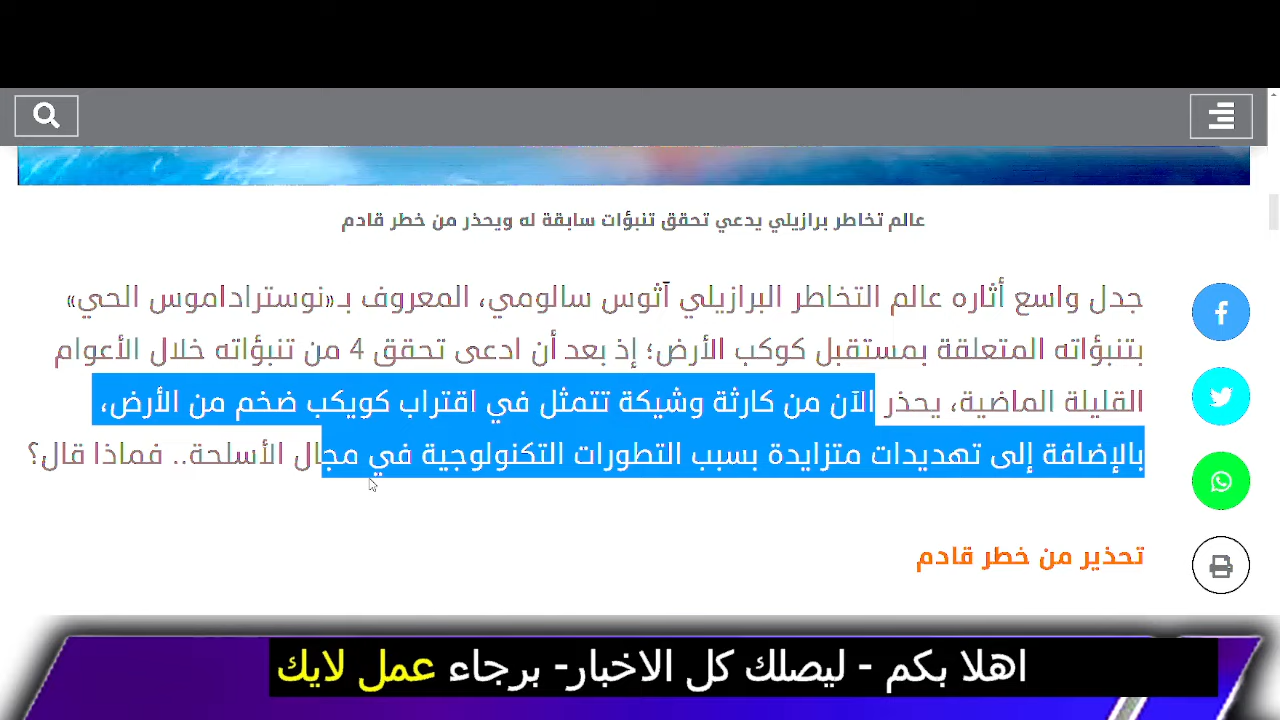 عالم تخاطر برازيلي يدعي تحقق تنبؤات سابقة له ويحذر من خطر قادم
جدل واسع أثاره عالم التخاطر البرازيلي آثوس سالومي، المعروف بـ«نوستراداموس الحي»
بتنبؤاته المتعلقة بمستقبل كوكب الأرض؛ إذ بعد أن ادعى تحقق 4 من تنبؤاته خلال الأعوام
القليلة الماضية، يحذر الآن من كارثة وشيكة تتمثل في اقتراب كويكب ضخم من الأرض،
بالإضافة إلى تهديدات متزايدة بسبب التطورات التكنولوجية في مجال الأسلحة.. فماذا قال؟
تحذير من خطر قادم
اهلا بكم - ليصلك كل الاخبار- برجاء عمل لايك